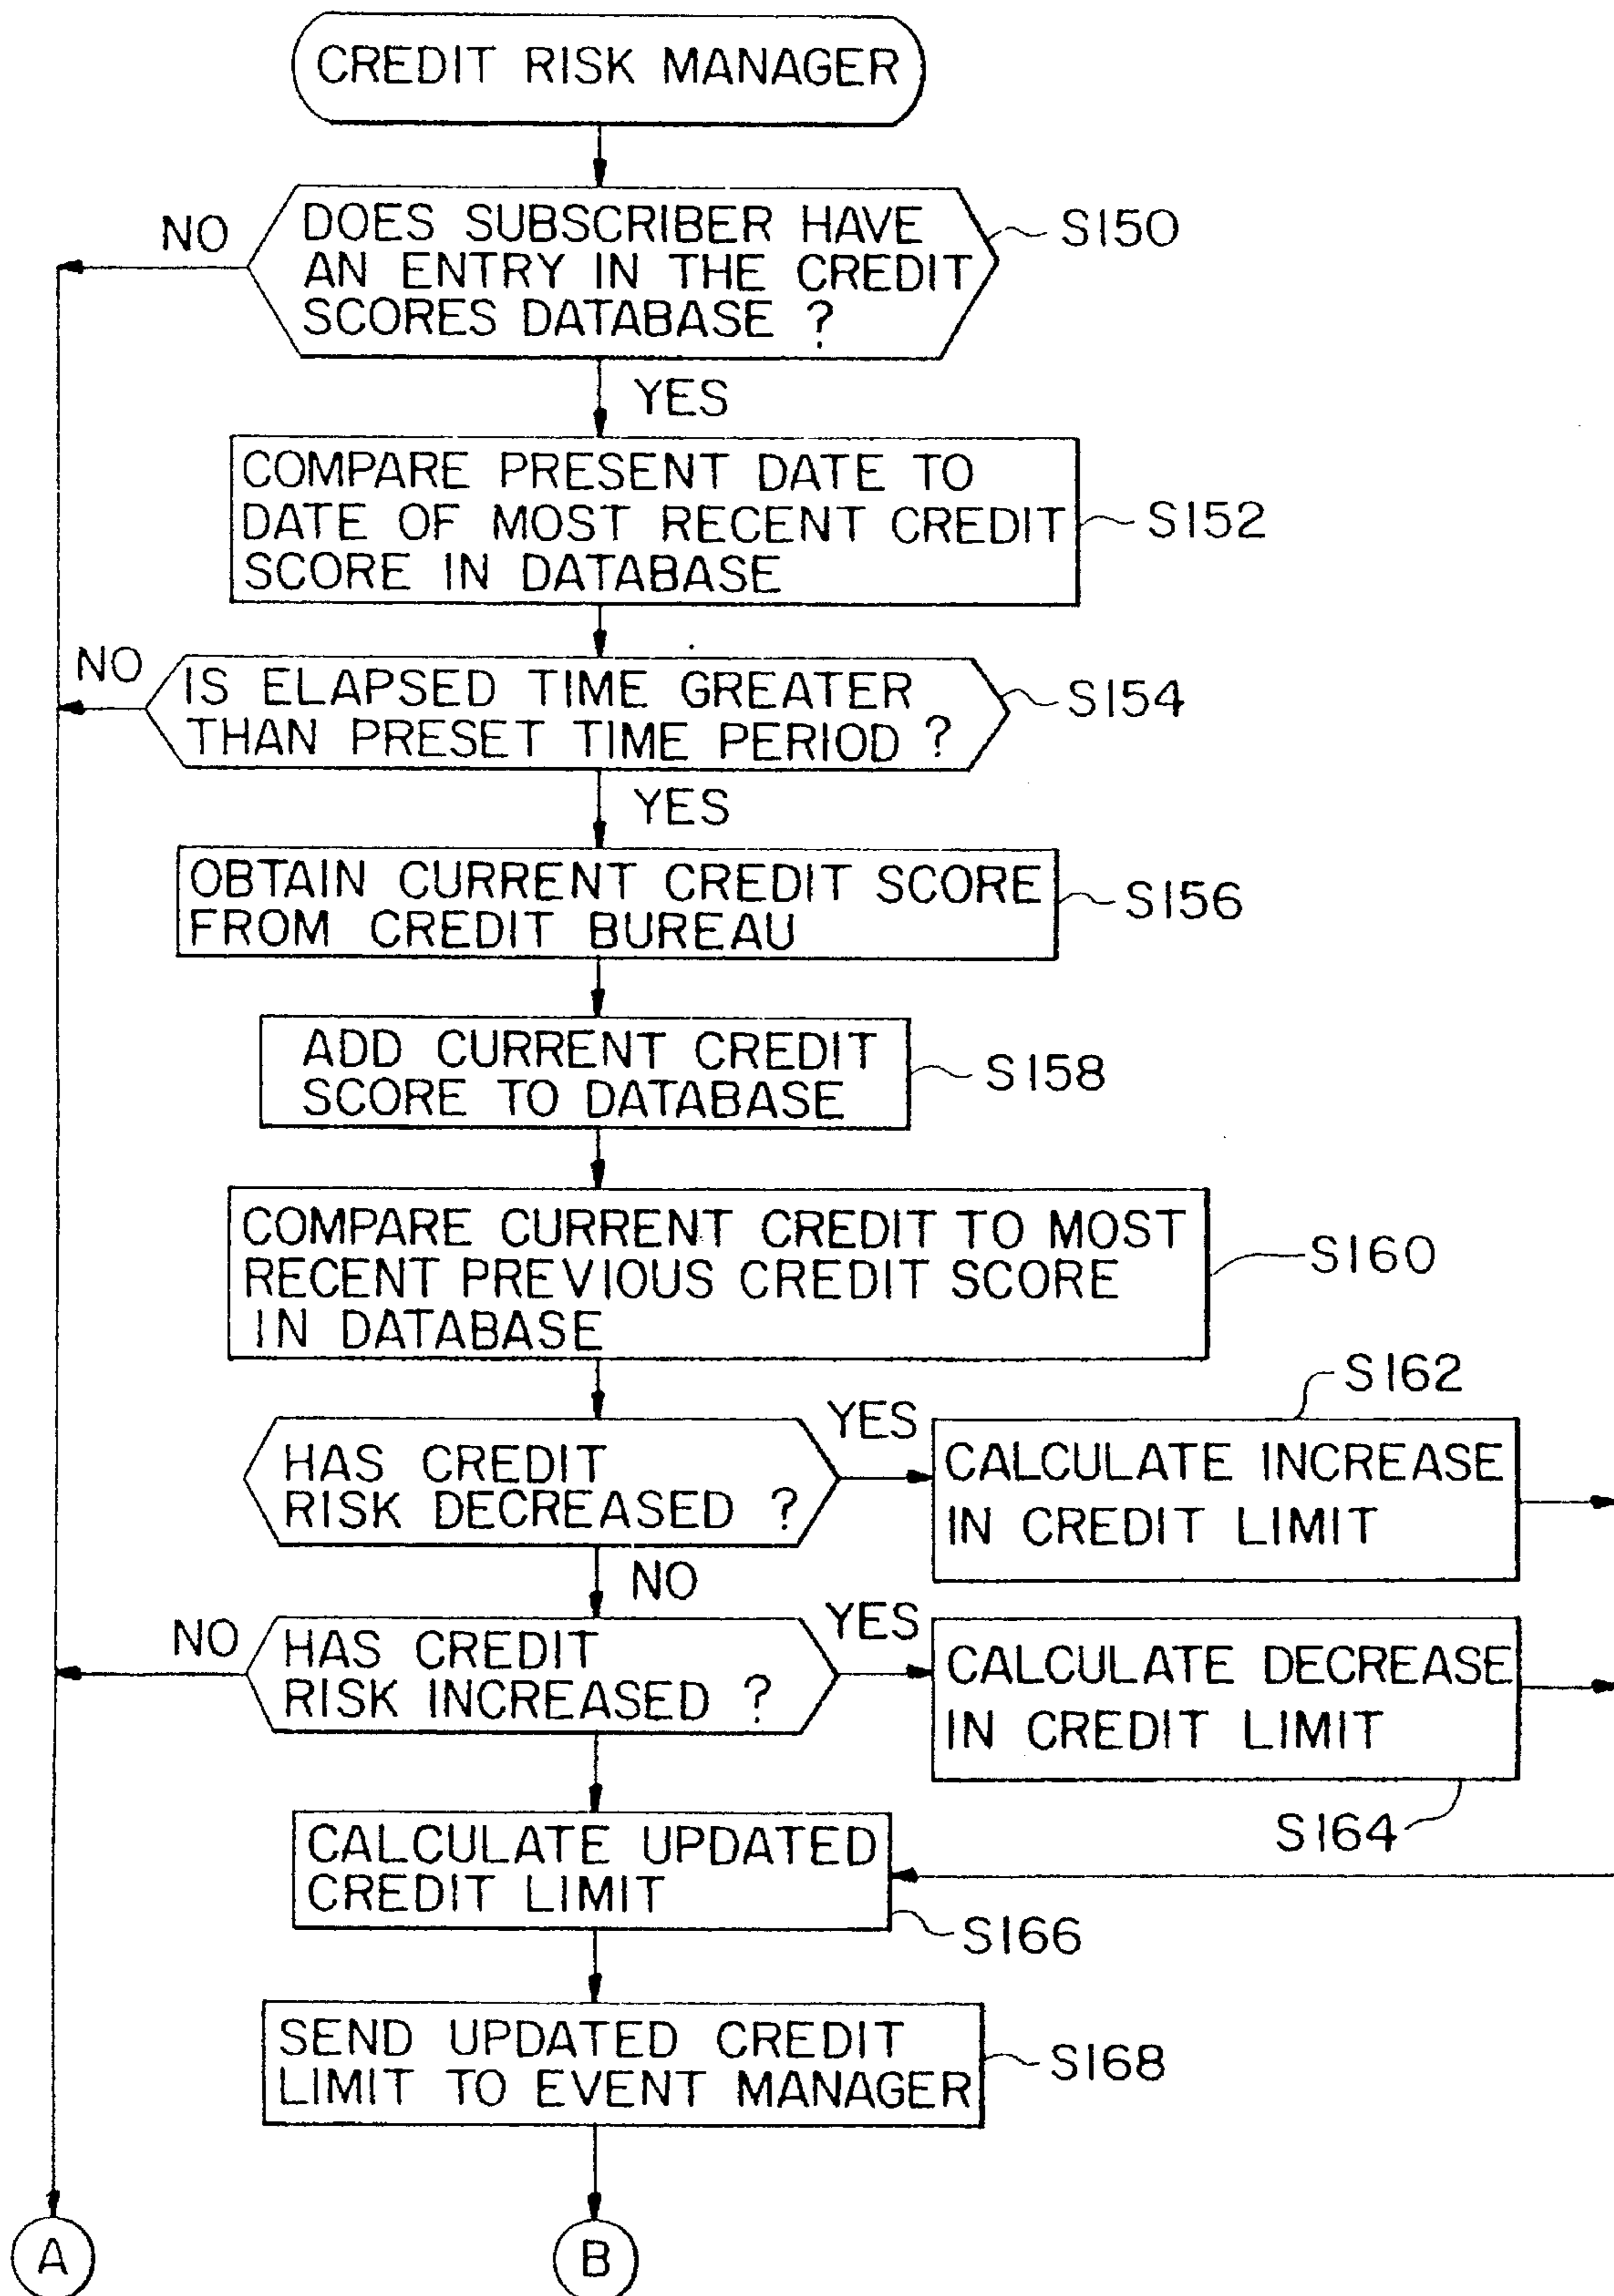 CREDIT RISK MANAGER
NO
DOES SUBSCRIBER HAVE
AN ENTRY IN THE CREDIT
SCORES DATABASE ?
S150
YES
COMPARE PRESENT DATE TO
DATE OF MOST RECENT CREDIT
SCORE IN DATABASE
S152
NO
IS ELAPSED TIME GREATER
THAN PRESET TIME PERIOD ?
S154
YES
OBTAIN CURRENT CREDIT SCORE
FROM CREDIT BUREAU
S156
ADD CURRENT CREDIT
SCORE TO DATABASE
S158
COMPARE CURRENT CREDIT TO MOST
RECENT PREVIOUS CREDIT SCORE
IN DATABASE
S160
HAS CREDIT
RISK DECREASED ?
YES
S162
CALCULATE INCREASE
IN CREDIT LIMIT
NO
NO
HAS CREDIT
RISK INCREASED ?
YES
CALCULATE DECREASE
IN CREDIT LIMIT
S164
CALCULATE UPDATED
CREDIT LIMIT
S166
SEND UPDATED CREDIT
LIMIT TO EVENT MANAGER
S168
A
B